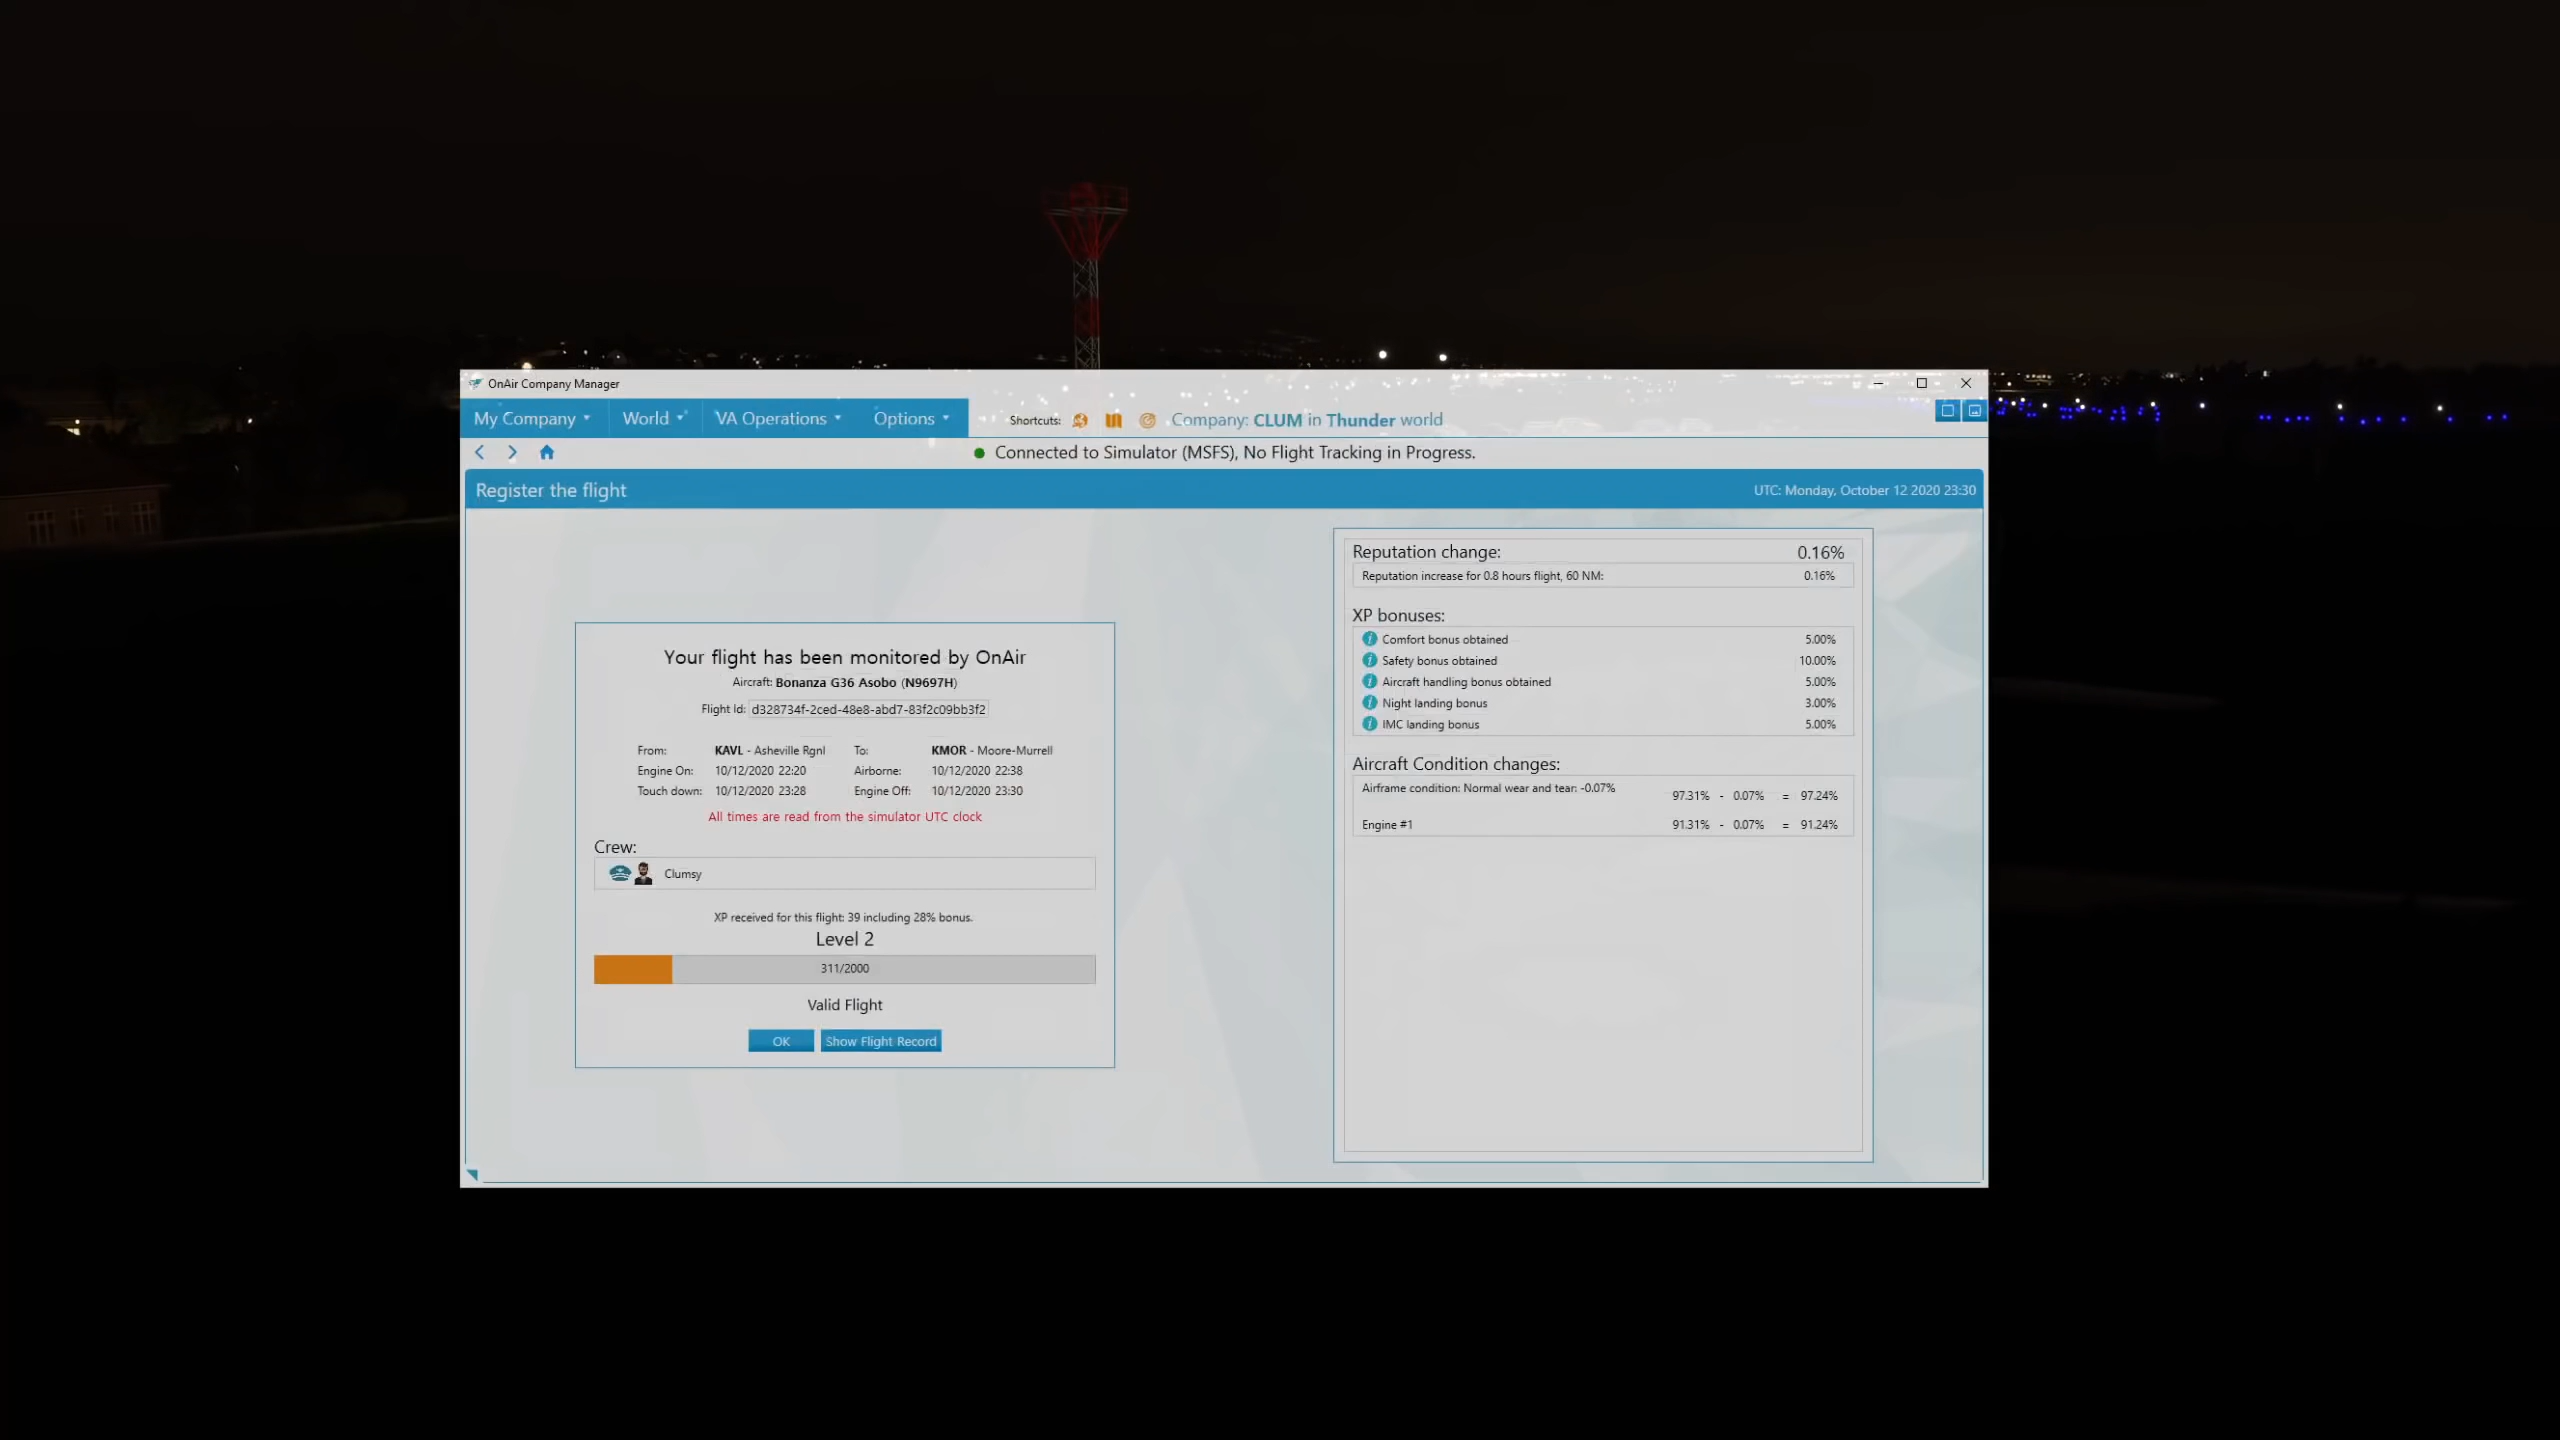 OnAir Company Manager
My Company World VA Operations Options Shortcuts: Company: CLUM in Thunder world
Connected to Simulator (MSFS), No Flight Tracking in Progress.
Register the flight UTC: Monday, October 12 2020 23:30
Your flight has been monitored by OnAir
Aircraft: Bonanza G36 Asobo (N9697H)
Flight Id: d328734f-2ced-48e8-abd7-83f2c09bb3f2
From: KAVL - Asheville Rgnl To: KMOR - Moore-Murrell
Engine On: 10/12/2020 22:20 Airborne: 10/12/2020 22:38
Touch down: 10/12/2020 23:28 Engine Off: 10/12/2020 23:30
All times are read from the simulator UTC clock
Crew:
Clumsy
XP received for this flight: 39 including 28% bonus.
Level 2
311/2000
Valid Flight
OK Show Flight Record
Reputation change: 0.16%
Reputation increase for 0.8 hours flight, 60 NM: 0.16%
XP bonuses:
Comfort bonus obtained 5.00%
Safety bonus obtained 10.00%
Aircraft handling bonus obtained 5.00%
Night landing bonus 3.00%
IMC landing bonus 5.00%
Aircraft Condition changes:
Airframe condition: Normal wear and tear: -0.07% 97.31% - 0.07% = 97.24%
Engine #1 91.31% - 0.07% = 91.24%